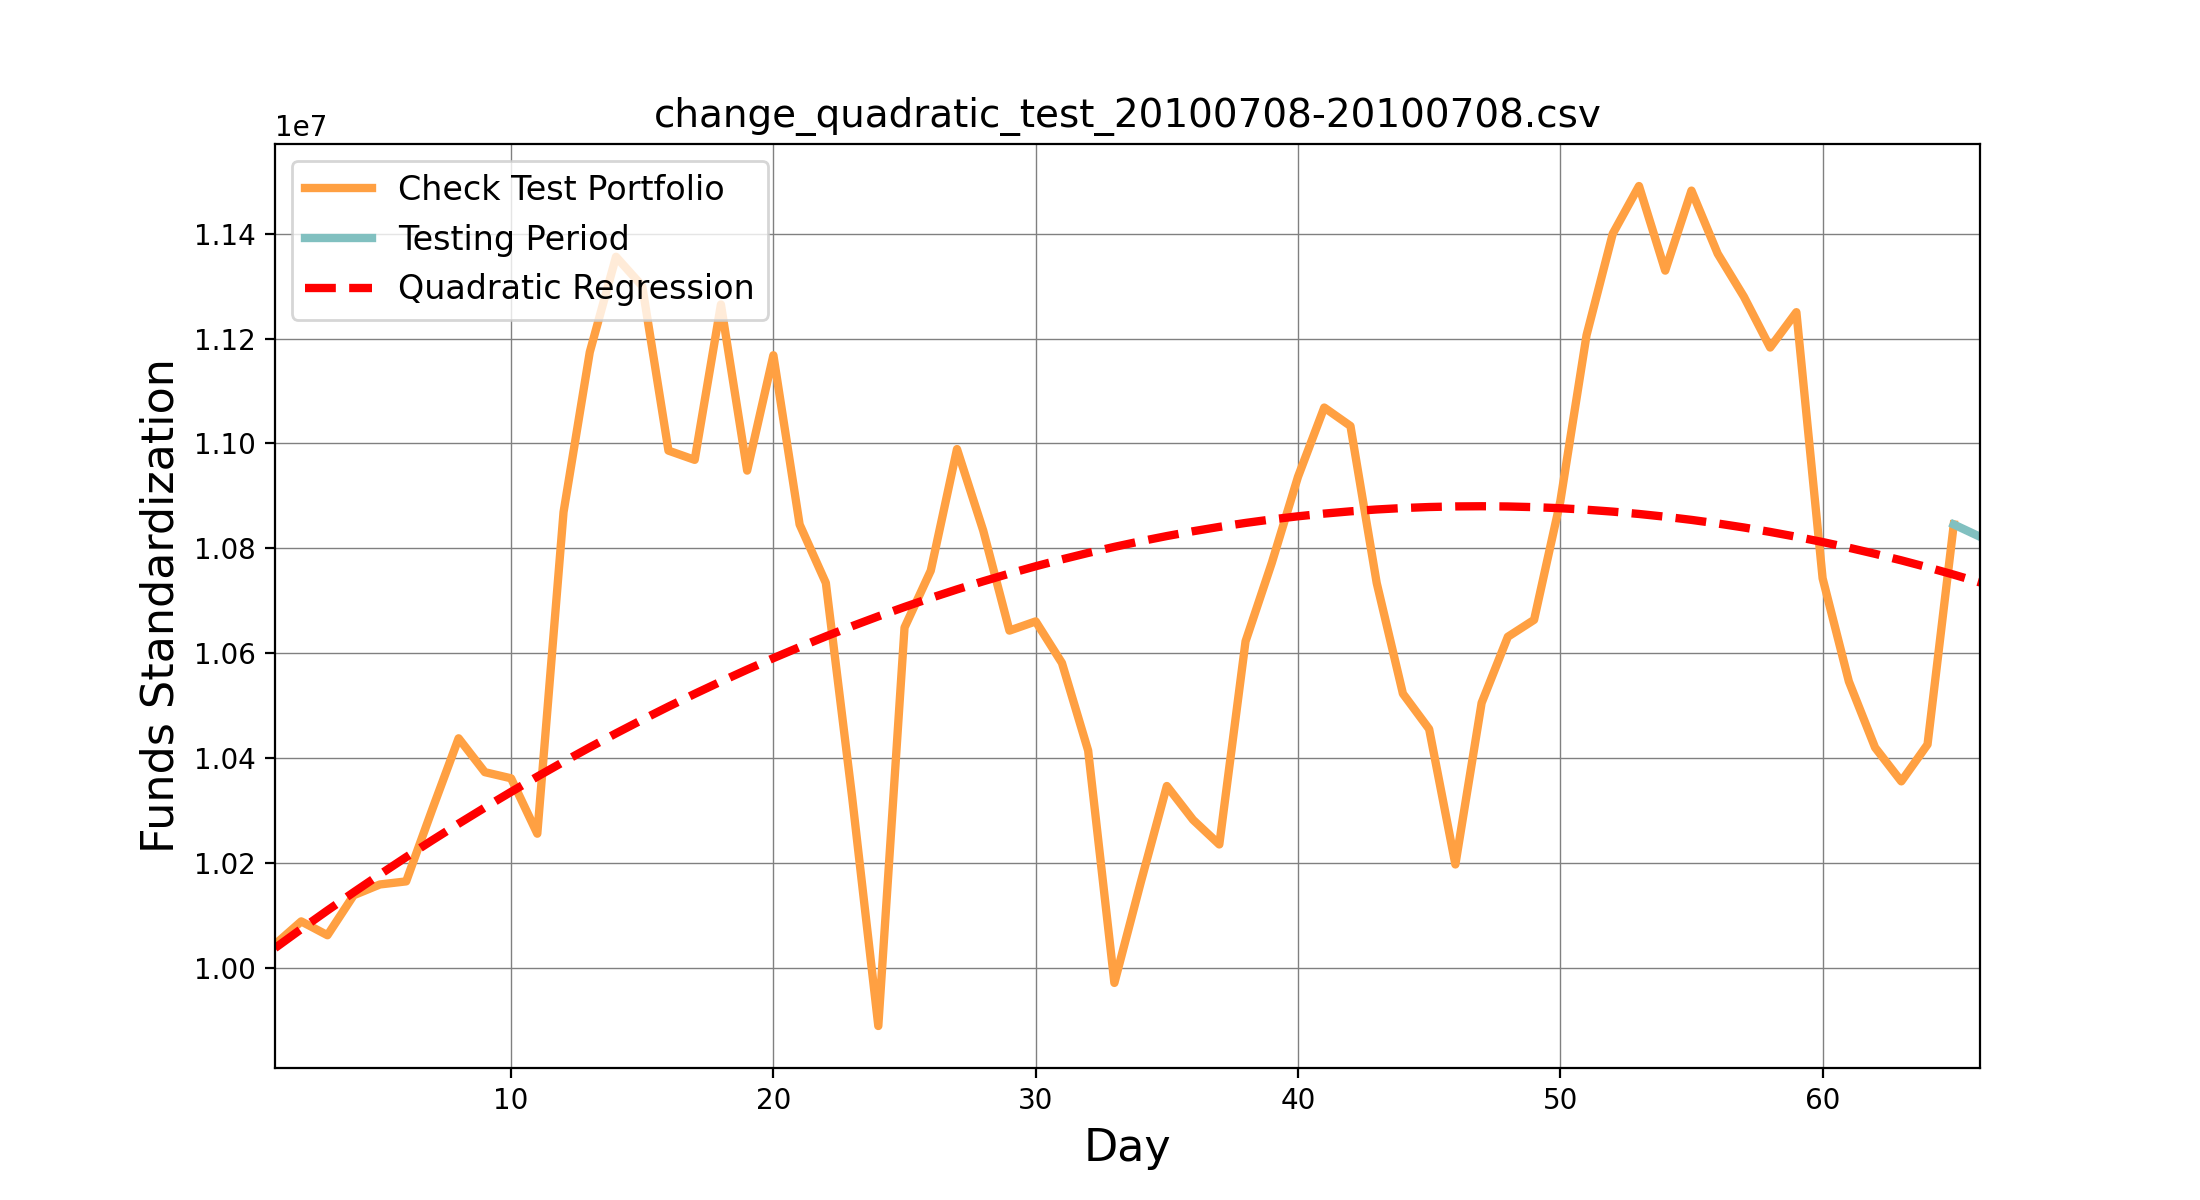 change_quadratic_test_20100708-20100708.csv
1e7
Check Test Portfolio
Testing Period
Quadratic Regression
Funds Standardization
1.14
1.12
1.10
1.08
1.06
1.04
1.02
1.00
10 20 30 40 50 60
Day